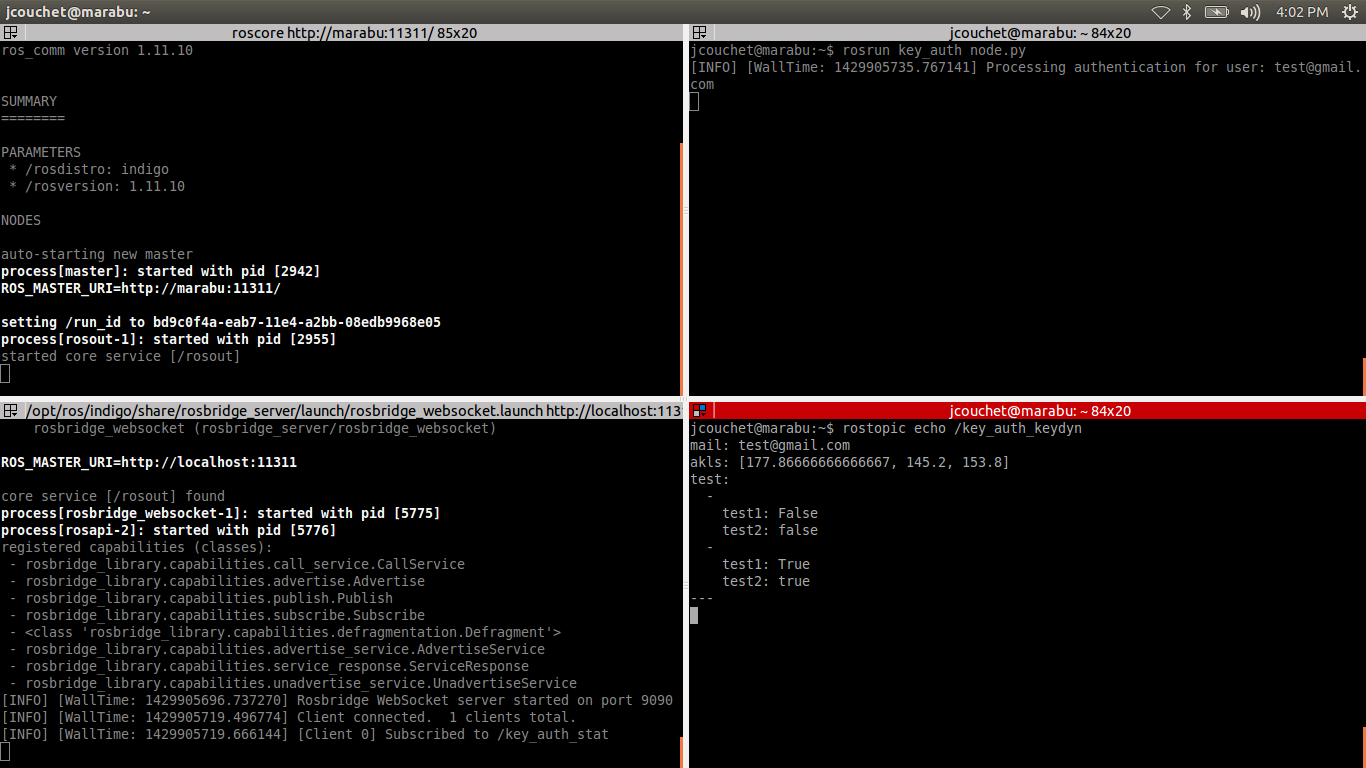 jcouchet@marabu: ~
4:02 PM
roscore http://marabu:11311/ 85x20
ros_comm version 1.11.10
SUMMARY
========
PARAMETERS
 * /rosdistro: indigo
 * /rosversion: 1.11.10
NODES
auto-starting new master
process[master]: started with pid [2942]
ROS_MASTER_URI=http://marabu:11311/
setting /run_id to bd9c0f4a-eab7-11e4-a2bb-08edb9968e05
process[rosout-1]: started with pid [2955]
started core service [/rosout]
jcouchet@marabu: ~ 84x20
jcouchet@marabu:~$ rosrun key_auth node.py
[INFO] [WallTime: 1429905735.767141] Processing authentication for user: test@gmail.
com
/opt/ros/indigo/share/rosbridge_server/launch/rosbridge_websocket.launch http://localhost:113
    rosbridge_websocket (rosbridge_server/rosbridge_websocket)
ROS_MASTER_URI=http://localhost:11311
core service [/rosout] found
process[rosbridge_websocket-1]: started with pid [5775]
process[rosapi-2]: started with pid [5776]
registered capabilities (classes):
 - rosbridge_library.capabilities.call_service.CallService
 - rosbridge_library.capabilities.advertise.Advertise
 - rosbridge_library.capabilities.publish.Publish
 - rosbridge_library.capabilities.subscribe.Subscribe
 - <class 'rosbridge_library.capabilities.defragmentation.Defragment'>
 - rosbridge_library.capabilities.advertise_service.AdvertiseService
 - rosbridge_library.capabilities.service_response.ServiceResponse
 - rosbridge_library.capabilities.unadvertise_service.UnadvertiseService
[INFO] [WallTime: 1429905696.737270] Rosbridge WebSocket server started on port 9090
[INFO] [WallTime: 1429905719.496774] Client connected.  1 clients total.
[INFO] [WallTime: 1429905719.666144] [Client 0] Subscribed to /key_auth_stat
jcouchet@marabu: ~ 84x20
jcouchet@marabu:~$ rostopic echo /key_auth_keydyn
mail: test@gmail.com
akls: [177.86666666666667, 145.2, 153.8]
test:
  -
    test1: False
    test2: false
  -
    test1: True
    test2: true
---